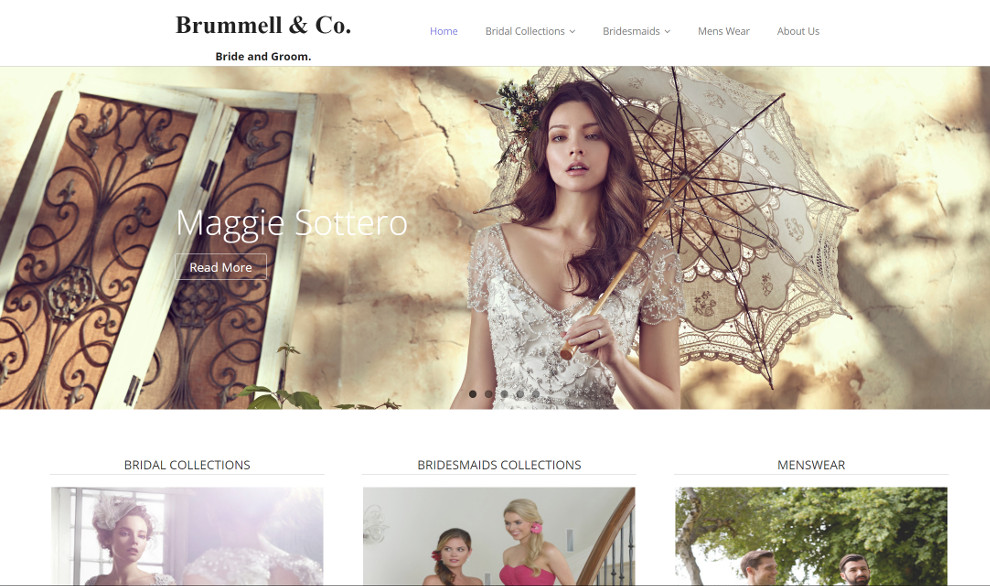 Brummell & Co.
Bride and Groom.
Home Bridal Collections Bridesmaids Mens Wear About Us
Maggie Sottero
Read More
BRIDAL COLLECTIONS BRIDESMAIDS COLLECTIONS MENSWEAR